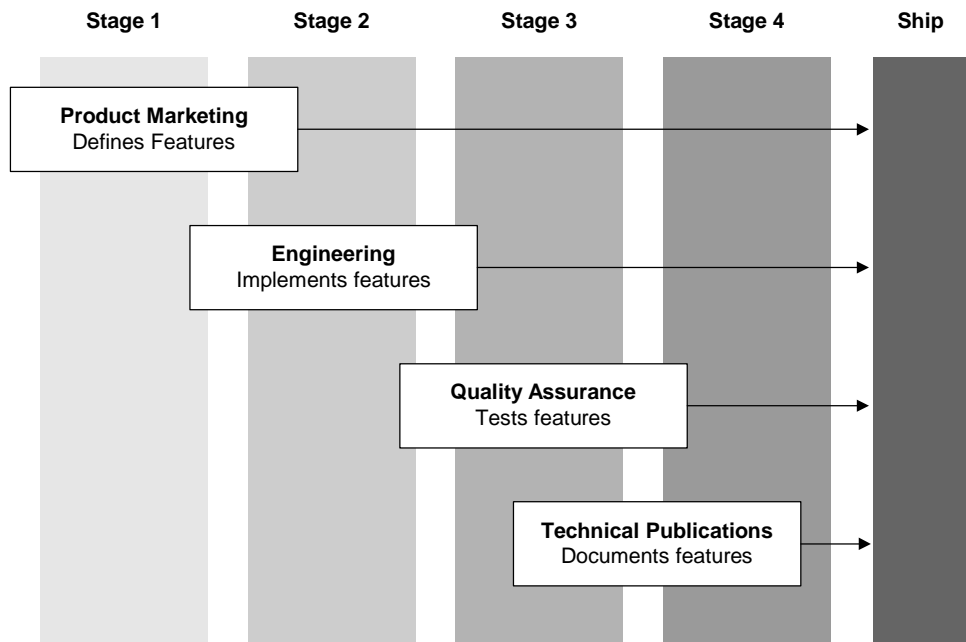 Stage 1 Stage 2 Stage 3 Stage 4 Ship
Product Marketing
Defines Features
Engineering
Implements features
Quality Assurance
Tests features
Technical Publications
Documents features